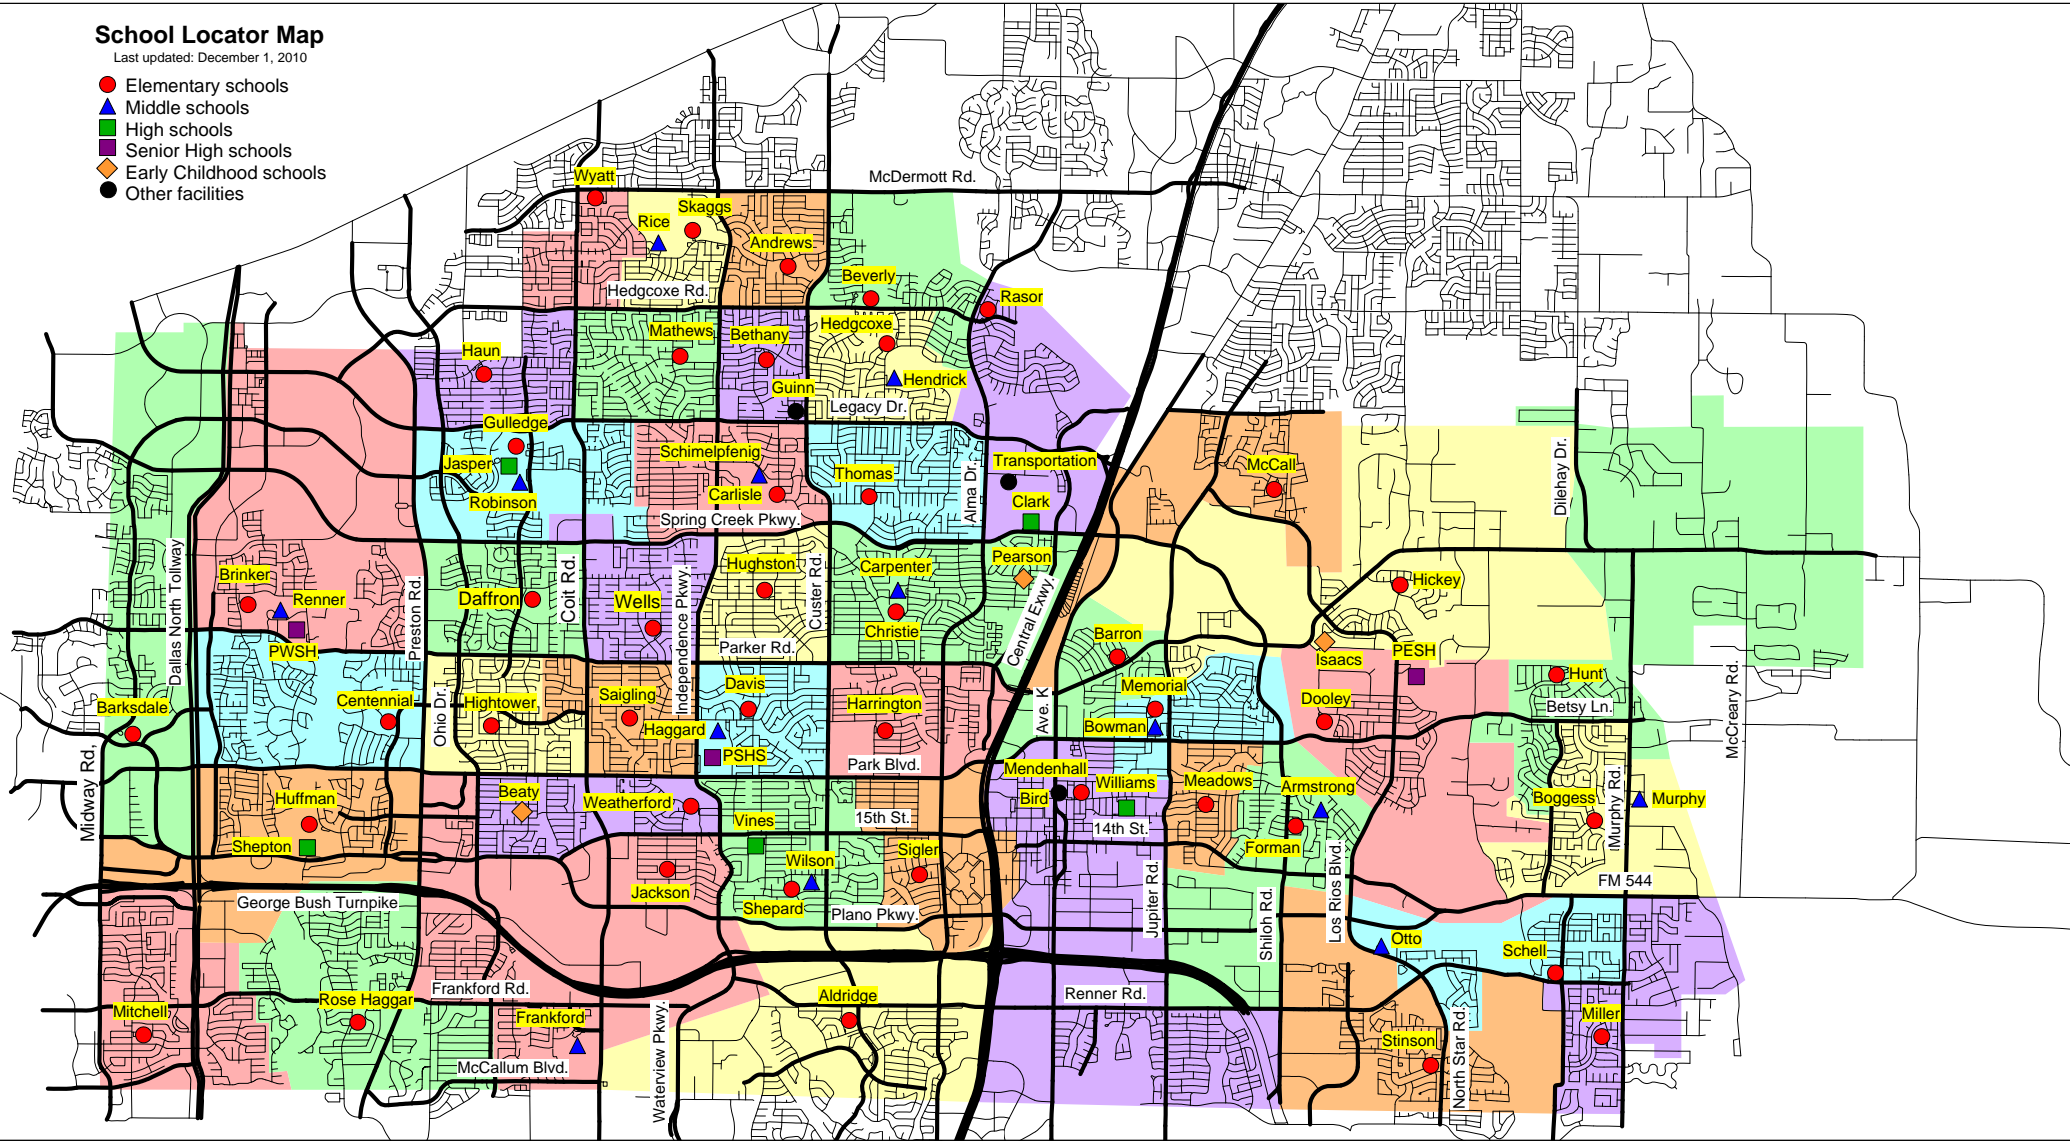 School Locator Map
Last updated: December 1, 2010
Elementary schools
Middle schools
High schools
Senior High schools
Early Childhood schools
Other facilities
McDermott Rd.
Wyatt
Skaggs
Rice
Andrews
Beverly
Hedgcoxe Rd.
Rasor
Mathews
Bethany
Hedgcoxe
Haun
Hendrick
Guinn
Legacy Dr.
Gulledge
Jasper
Robinson
Schimelpfenig
Carlisle
Thomas
Alma Dr.
Transportation
Clark
McCall
Dilehay Dr.
Spring Creek Pkwy.
Dallas North Tollway
Brinker
Renner
PWSH
Preston Rd.
Daffron
Coit Rd.
Wells
Independence Pkwy.
Hughston
Custer Rd.
Carpenter
Christie
Pearson
Central Exwy.
Hickey
Parker Rd.
Barron
Isaacs
PESH
Hunt
Betsy Ln.
McCreary Rd.
Barksdale
Centennial
Ohio Dr.
Hightower
Saigling
Davis
Haggard
PSHS
Harrington
Ave. K
Memorial
Bowman
Dooley
Park Blvd.
Midway Rd,
Huffman
Shepton
Beaty
Weatherford
Vines
15th St.
Mendenhall
Bird
Williams
14th St.
Meadows
Armstrong
Forman
Boggess
Murphy Rd.
Murphy
FM 544
Jackson
Wilson
Shepard
Sigler
Plano Pkwy.
Jupiter Rd.
Shiloh Rd.
Los Rios Blvd.
George Bush Turnpike
Otto
Schell
Frankford Rd.
Renner Rd.
Mitchell
Rose Haggar
Frankford
McCallum Blvd.
Waterview Pkwy.
Aldridge
Stinson
North Star Rd.
Miller